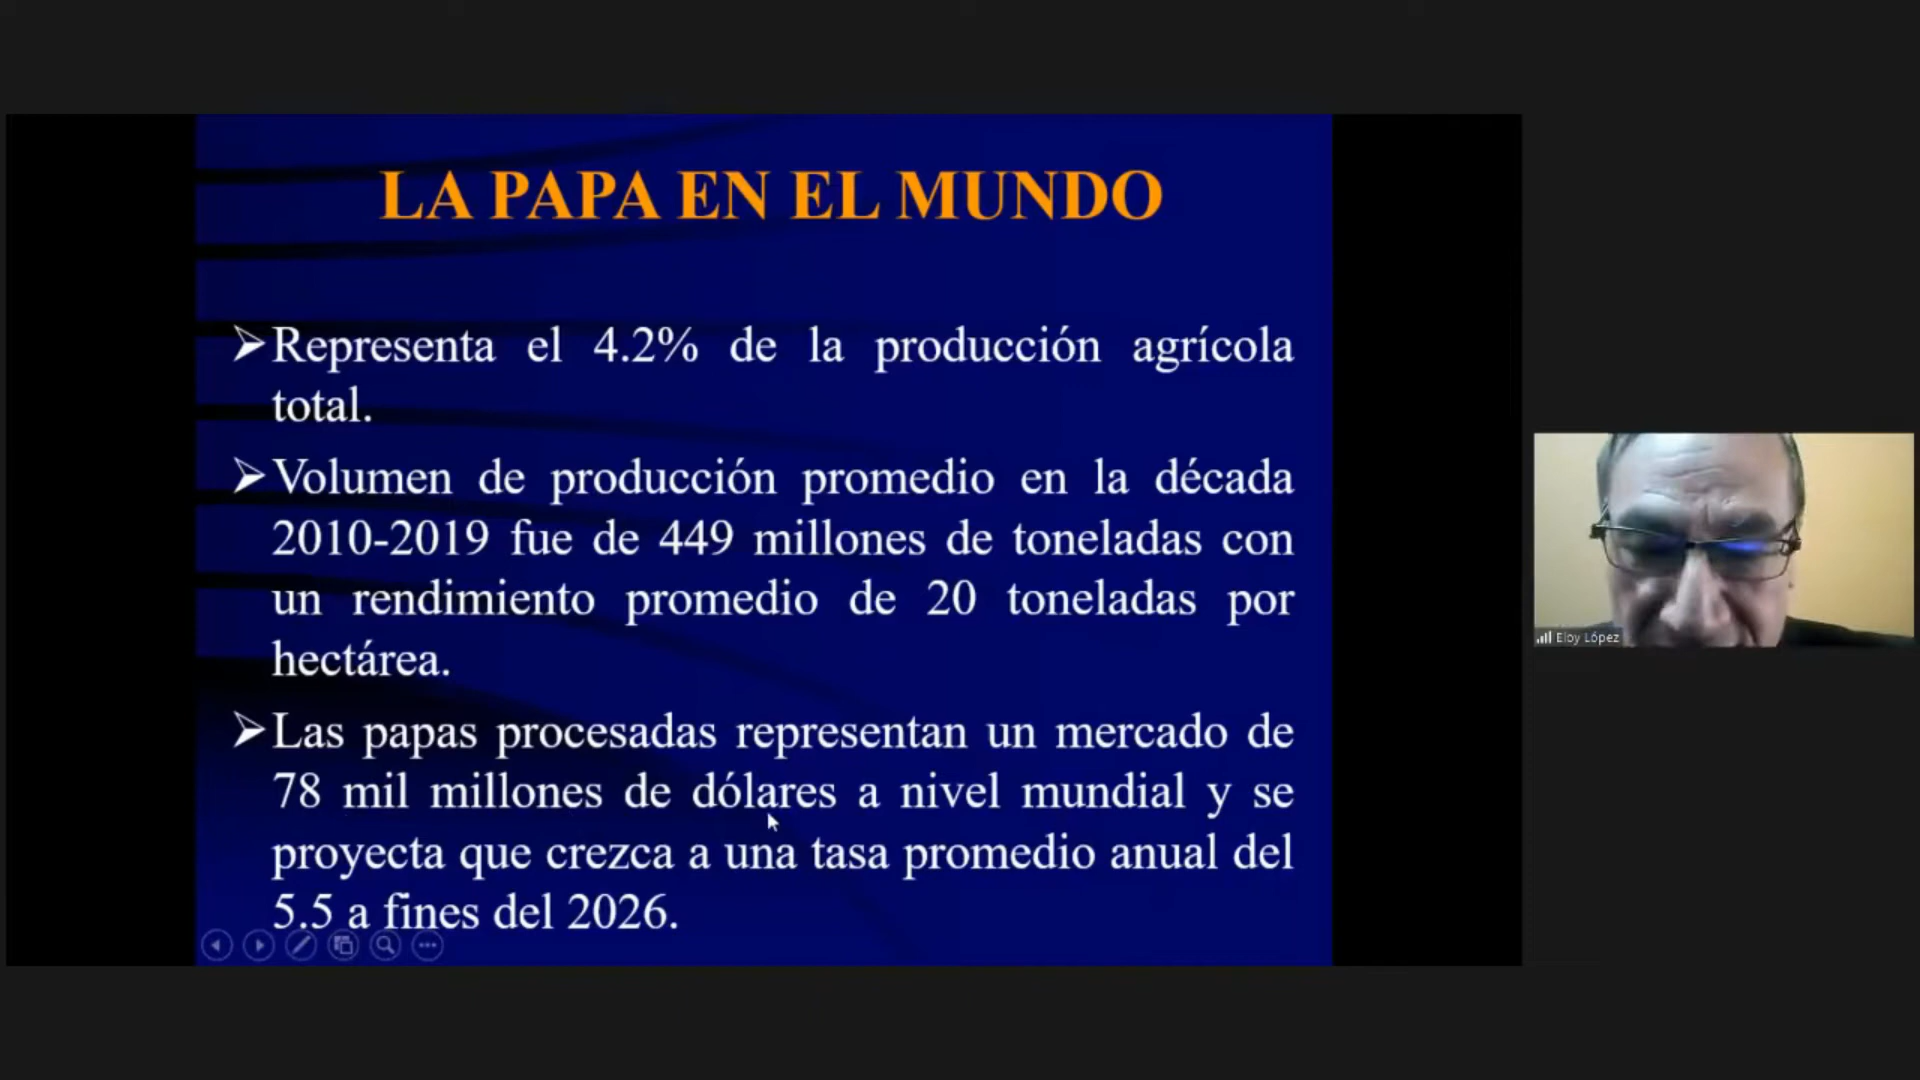 LA PAPA EN EL MUNDO
➢Representa el 4.2% de la producción agrícola
total.
➢Volumen de producción promedio en la década
2010-2019 fue de 449 millones de toneladas con
un rendimiento promedio de 20 toneladas por
hectárea.
➢Las papas procesadas representan un mercado de
78 mil millones de dólares a nivel mundial y se
proyecta que crezca a una tasa promedio anual del
5.5 a fines del 2026.
Eloy López